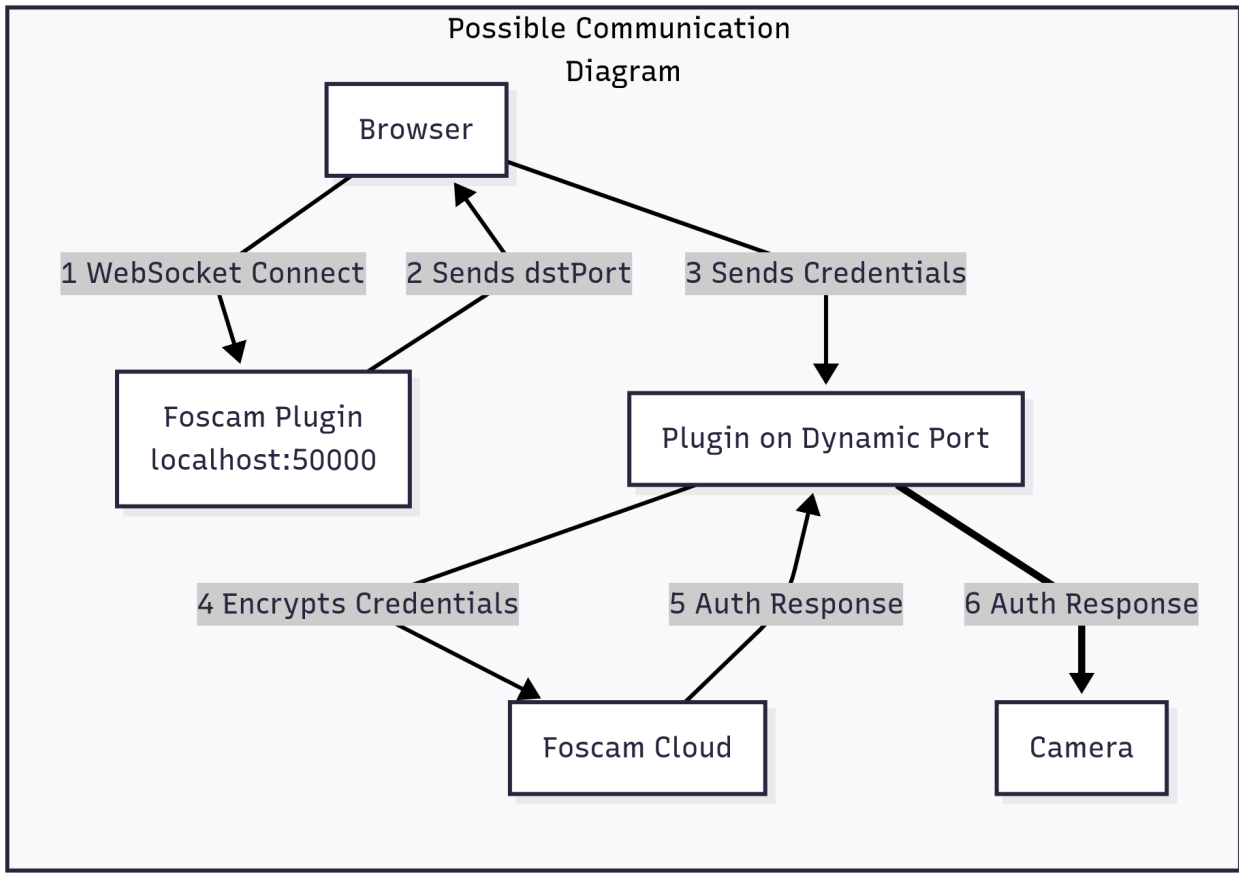 Possible Communication
Diagram
Browser
1 WebSocket Connect
2 Sends dstPort
3 Sends Credentials
Foscam Plugin
localhost:50000
Plugin on Dynamic Port
4 Encrypts Credentials
5 Auth Response
6 Auth Response
Foscam Cloud
Camera